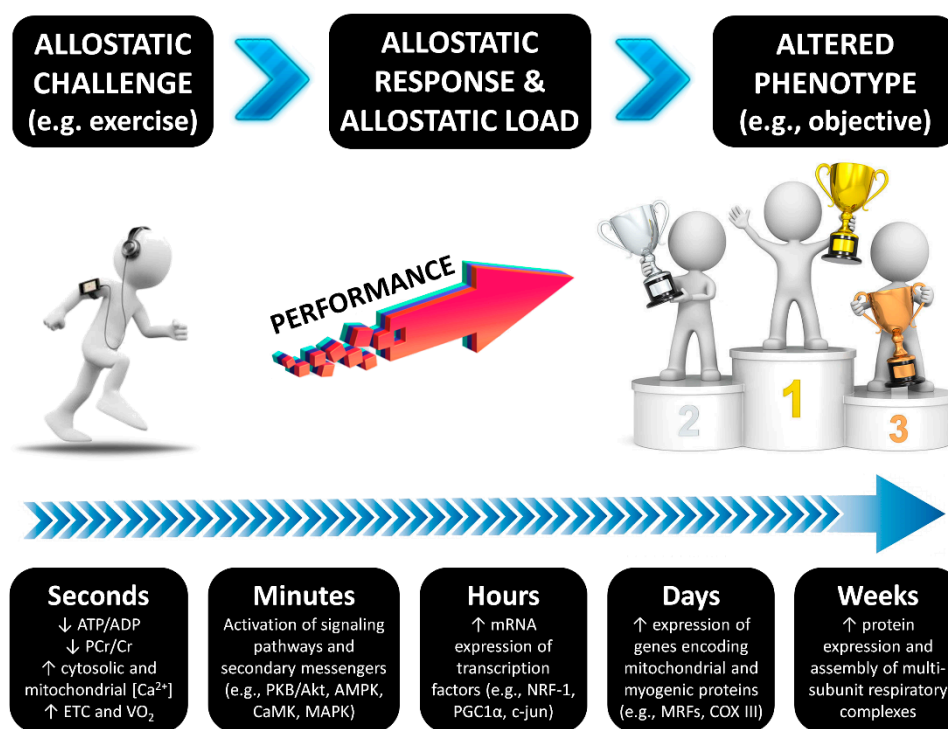 ALLOSTATIC
CHALLENGE
(e.g. exercise)
ALLOSTATIC
RESPONSE &
ALLOSTATIC LOAD
ALTERED
PHENOTYPE
(e.g., objective)
PERFORMANCE
2
1
3
Seconds
↓ ATP/ADP
↓ PCr/Cr
↑ cytosolic and
mitochondrial [Ca²⁺]
↑ ETC and VO₂
Minutes
Activation of signaling
pathways and
secondary messengers
(e.g., PKB/Akt, AMPK,
CaMK, MAPK)
Hours
↑ mRNA
expression of
transcription
factors (e.g., NRF-1,
PGC1α, c-jun)
Days
↑ expression of
genes encoding
mitochondrial and
myogenic proteins
(e.g., MRFs, COX III)
Weeks
↑ protein
expression and
assembly of multi-
subunit respiratory
complexes